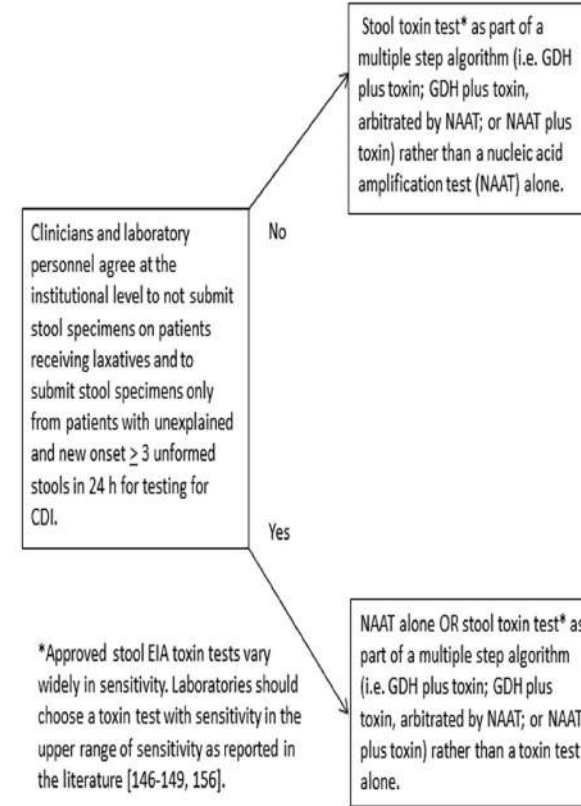 Stool toxin test* as part of a
multiple step algorithm (i.e. GDH
plus toxin; GDH plus toxin,
arbitrated by NAAT; or NAAT plus
toxin) rather than a nucleic acid
amplification test (NAAT) alone.
No
Clinicians and laboratory
personnel agree at the
institutional level to not submit
stool specimens on patients
receiving laxatives and to
submit stool specimens only
from patients with unexplained
and new onset ≥ 3 unformed
stools in 24 h for testing for
CDI.
Yes
NAAT alone OR stool toxin test* as
part of a multiple step algorithm
(i.e. GDH plus toxin; GDH plus
toxin, arbitrated by NAAT; or NAAT
plus toxin) rather than a toxin test
alone.
*Approved stool EIA toxin tests vary
widely in sensitivity. Laboratories should
choose a toxin test with sensitivity in the
upper range of sensitivity as reported in
the literature [146-149, 156].